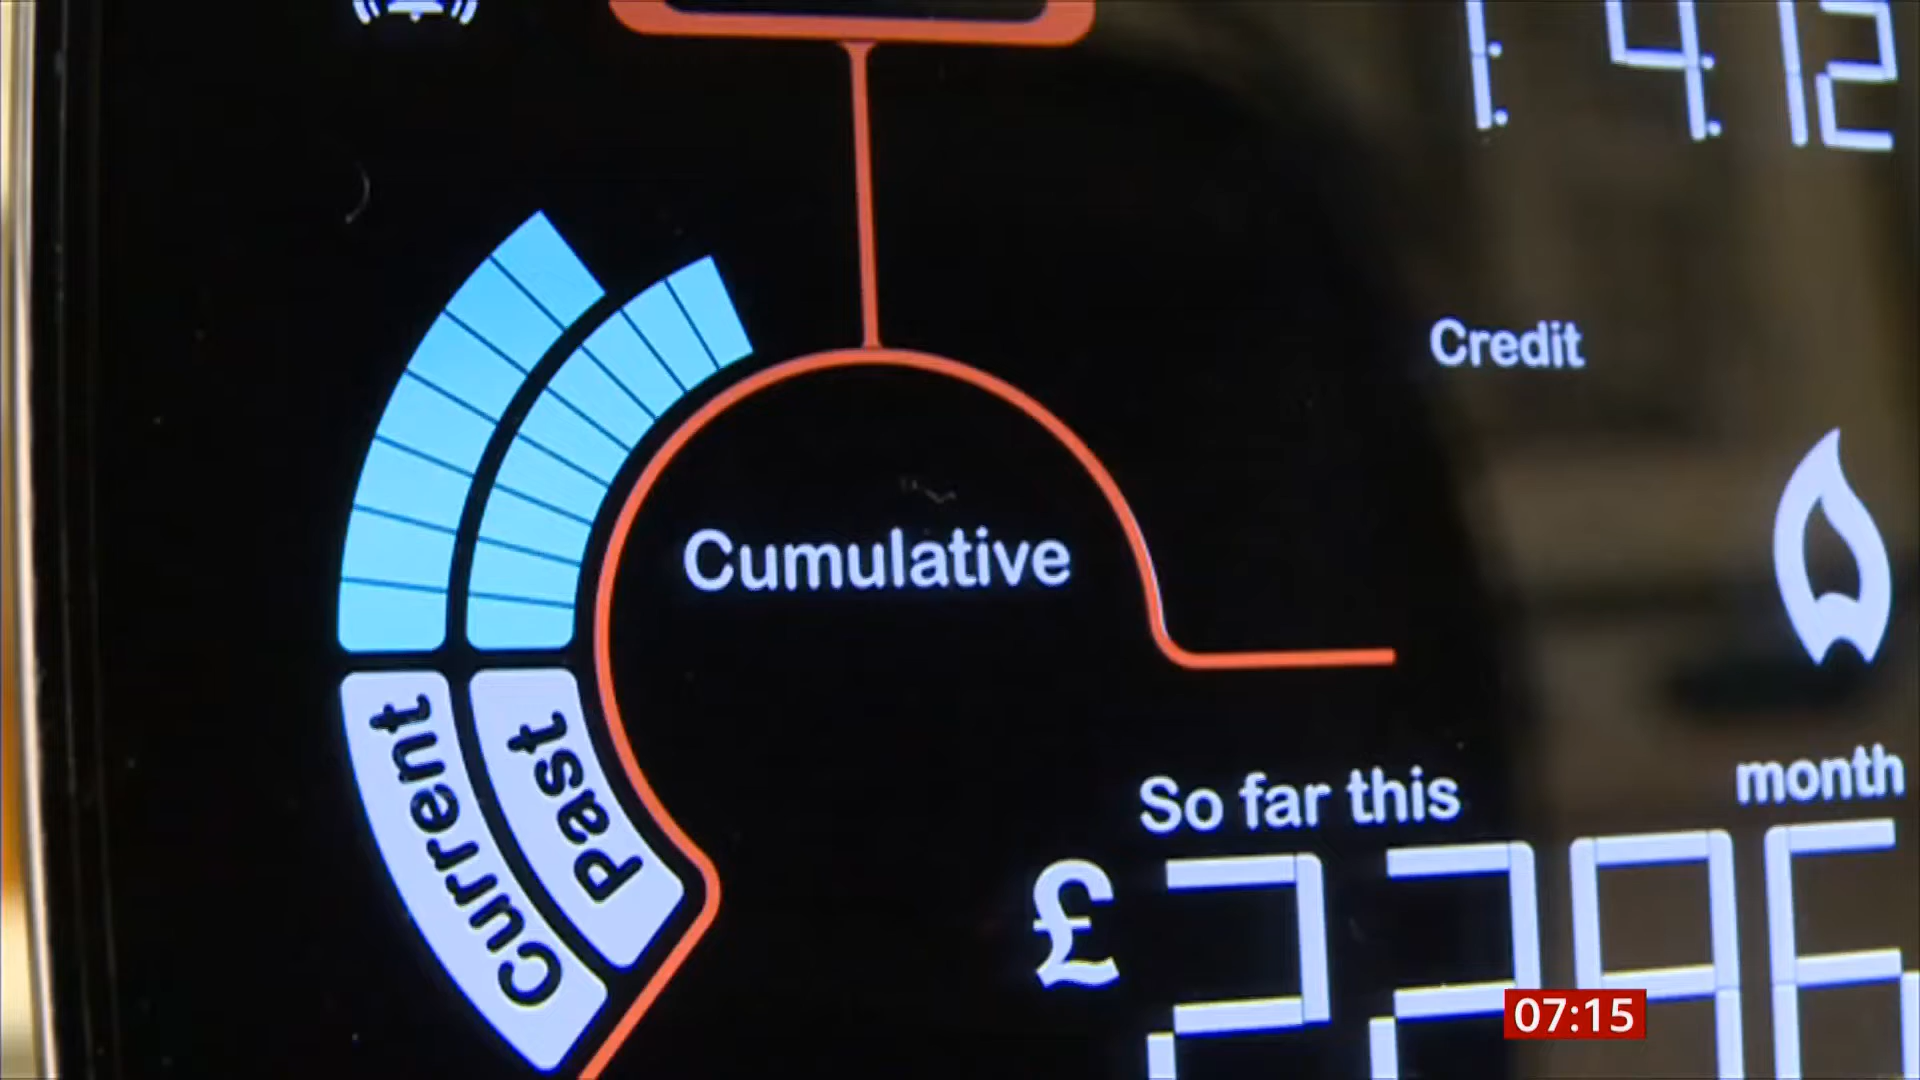 Credit
Cumulative
So far this month
Current
Past
£
07:15